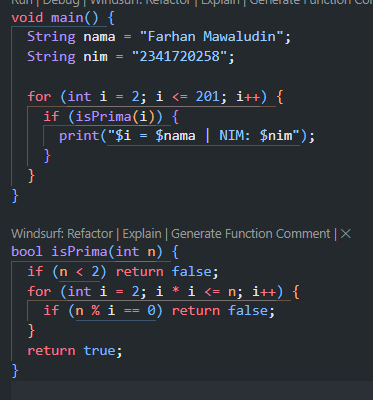 Run | Debug | Windsurf: Refactor | Explain | Generate Function Comment | ×
void main() {
  String nama = "Farhan Mawaludin";
  String nim = "2341720258";

  for (int i = 2; i <= 201; i++) {
    if (isPrima(i)) {
      print("$i = $nama | NIM: $nim");
    }
  }
}

Windsurf: Refactor | Explain | Generate Function Comment | ×
bool isPrima(int n) {
  if (n < 2) return false;
  for (int i = 2; i * i <= n; i++) {
    if (n % i == 0) return false;
  }
  return true;
}